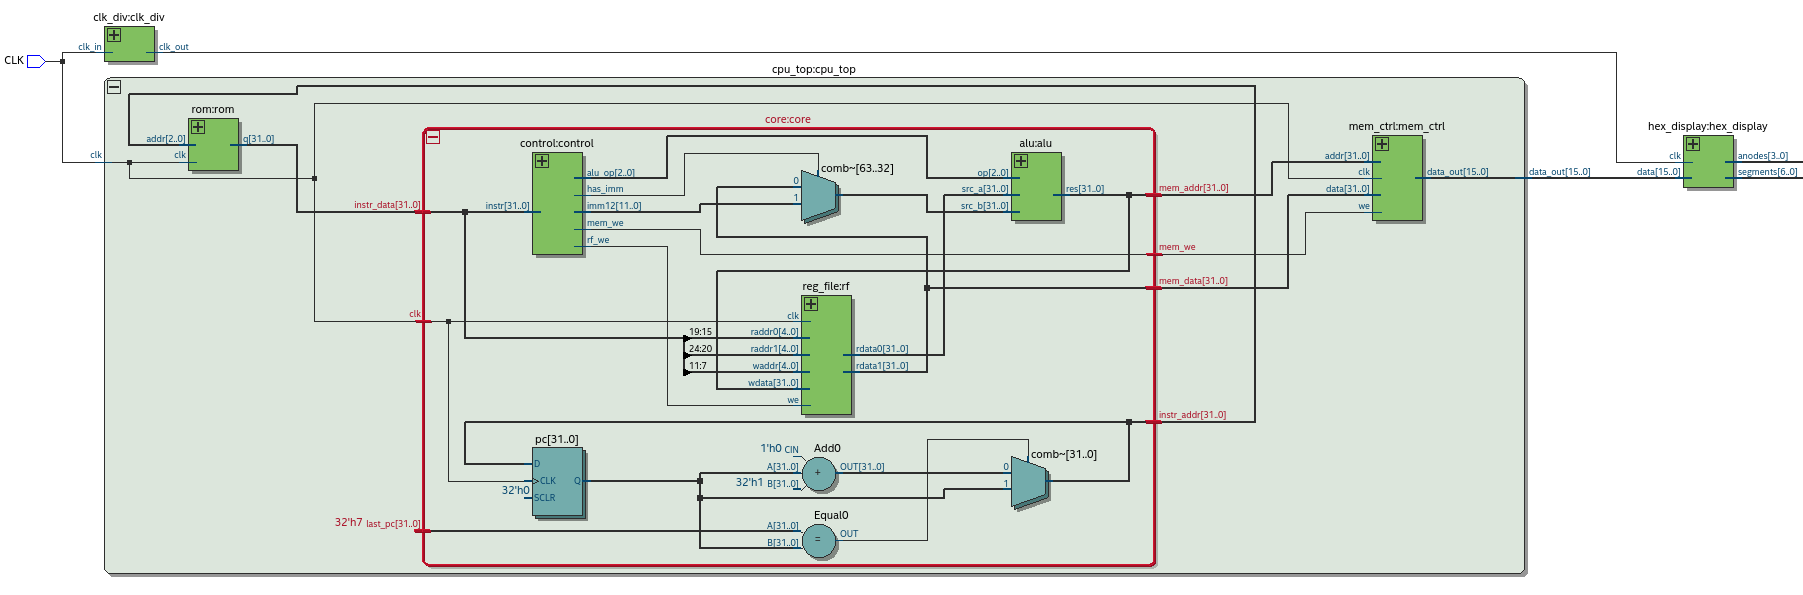 clk_div:clk_div
clk_in
clk_out
CLK
cpu_top:cpu_top
rom:rom
addr[2..0]
q[31..0]
clk
clk
core:core
control:control
alu_op[2..0]
has_imm
instr[31..0]
imm12[11..0]
mem_we
rf_we
instr_data[31..0]
comb~[63..32]
0
1
alu:alu
op[2..0]
src_a[31..0]
res[31..0]
src_b[31..0]
mem_addr[31..0]
mem_we
mem_data[31..0]
mem_ctrl:mem_ctrl
addr[31..0]
clk
data_out[15..0]
data[31..0]
we
data_out[15..0]
hex_display:hex_display
clk
anodes[3..0]
data[15..0]
segments[6..0]
reg_file:rf
clk
clk
19:15
raddr0[4..0]
24:20
raddr1[4..0]
rdata0[31..0]
11:7
waddr[4..0]
rdata1[31..0]
wdata[31..0]
we
instr_addr[31..0]
pc[31..0]
D
CLK
Q
32'h0
SCLR
1'h0 CIN
Add0
A[31..0]
+
OUT[31..0]
32'h1 B[31..0]
comb~[31..0]
0
1
32'h7 last_pc[31..0]
Equal0
A[31..0]
=
OUT
B[31..0]